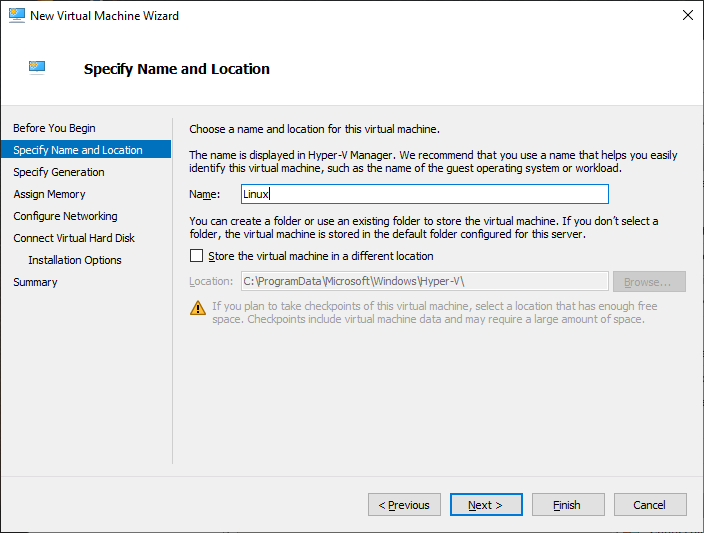 New Virtual Machine Wizard
Specify Name and Location
Before You Begin
Specify Name and Location
Specify Generation
Assign Memory
Configure Networking
Connect Virtual Hard Disk
Installation Options
Summary
Choose a name and location for this virtual machine.
The name is displayed in Hyper-V Manager. We recommend that you use a name that helps you easily
identify this virtual machine, such as the name of the guest operating system or workload.
Name: Linux
You can create a folder or use an existing folder to store the virtual machine. If you don't select a
folder, the virtual machine is stored in the default folder configured for this server.
Store the virtual machine in a different location
Location: C:\ProgramData\Microsoft\Windows\Hyper-V\ Browse...
If you plan to take checkpoints of this virtual machine, select a location that has enough free
space. Checkpoints include virtual machine data and may require a large amount of space.
< Previous Next > Finish Cancel